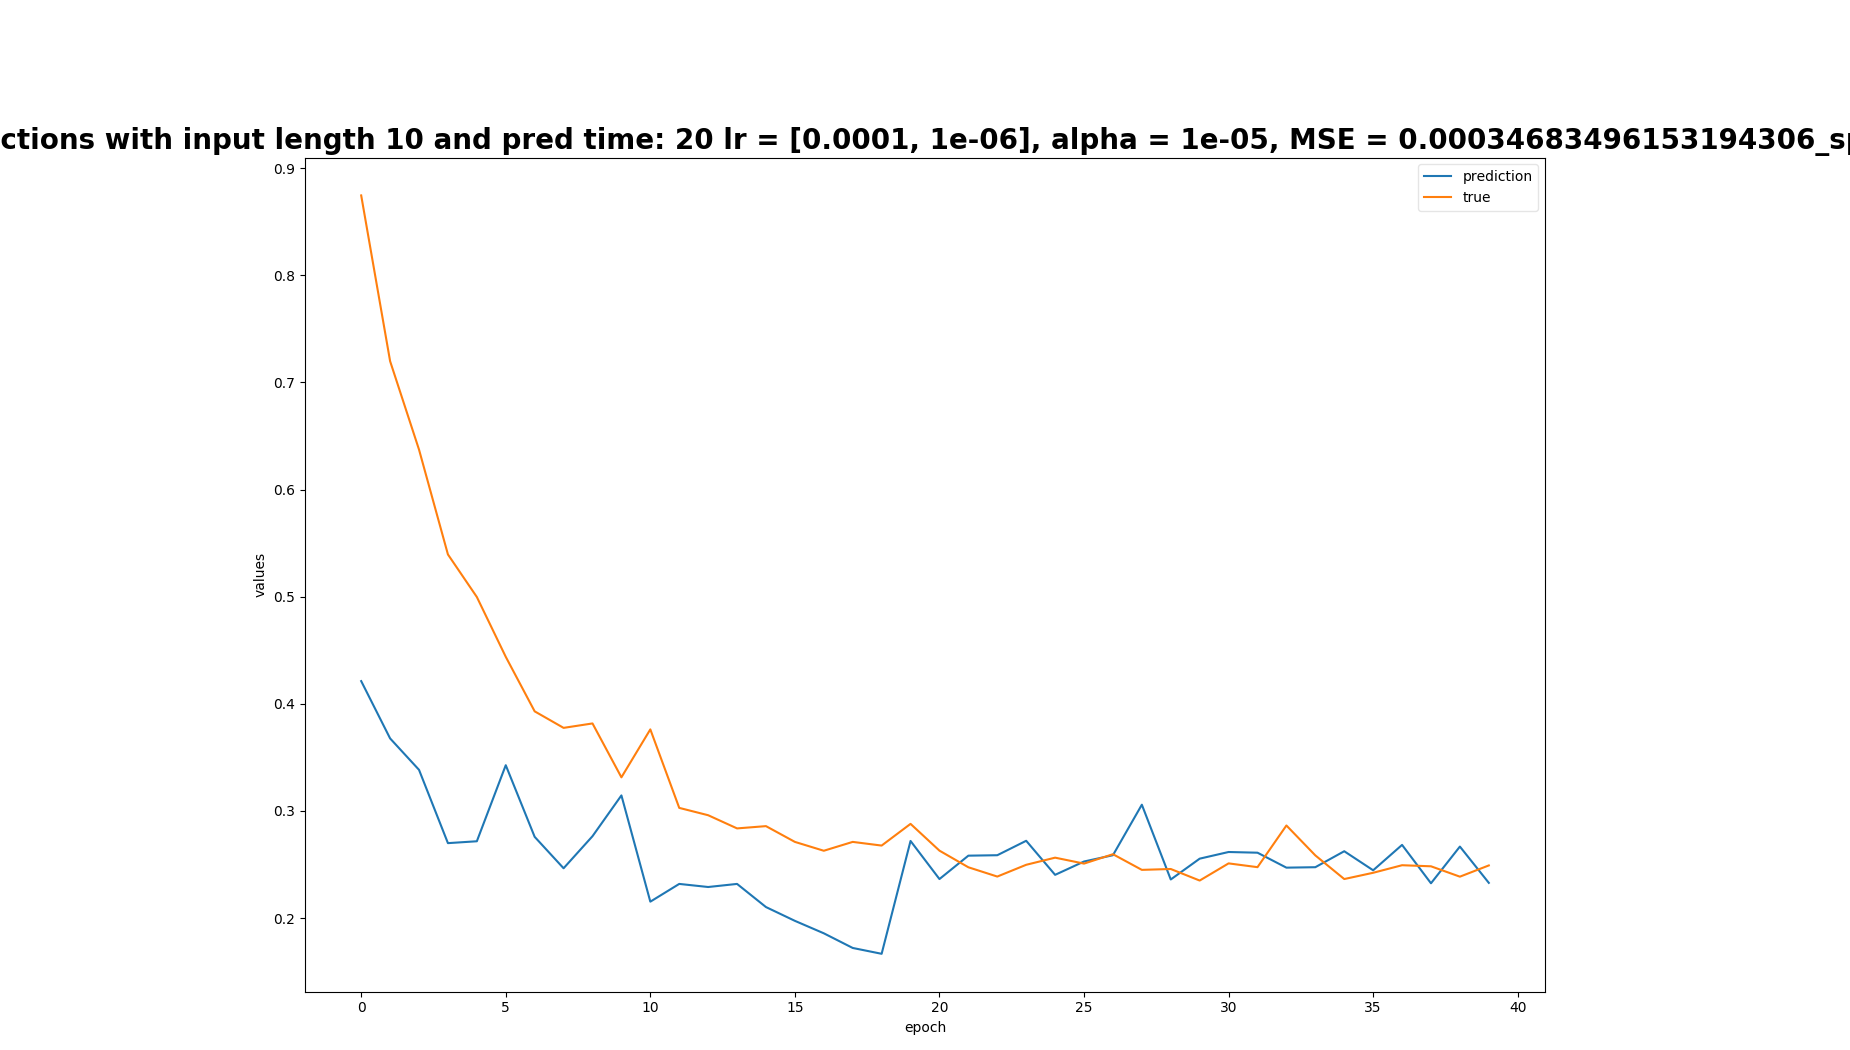 ctions with input length 10 and pred time: 20 lr = [0.0001, 1e-06], alpha = 1e-05, MSE = 0.00034683496153194306_sp
prediction
true
0.9
0.8
0.7
0.6
0.5
0.4
0.3
0.2
values
0 5 10 15 20 25 30 35 40
epoch